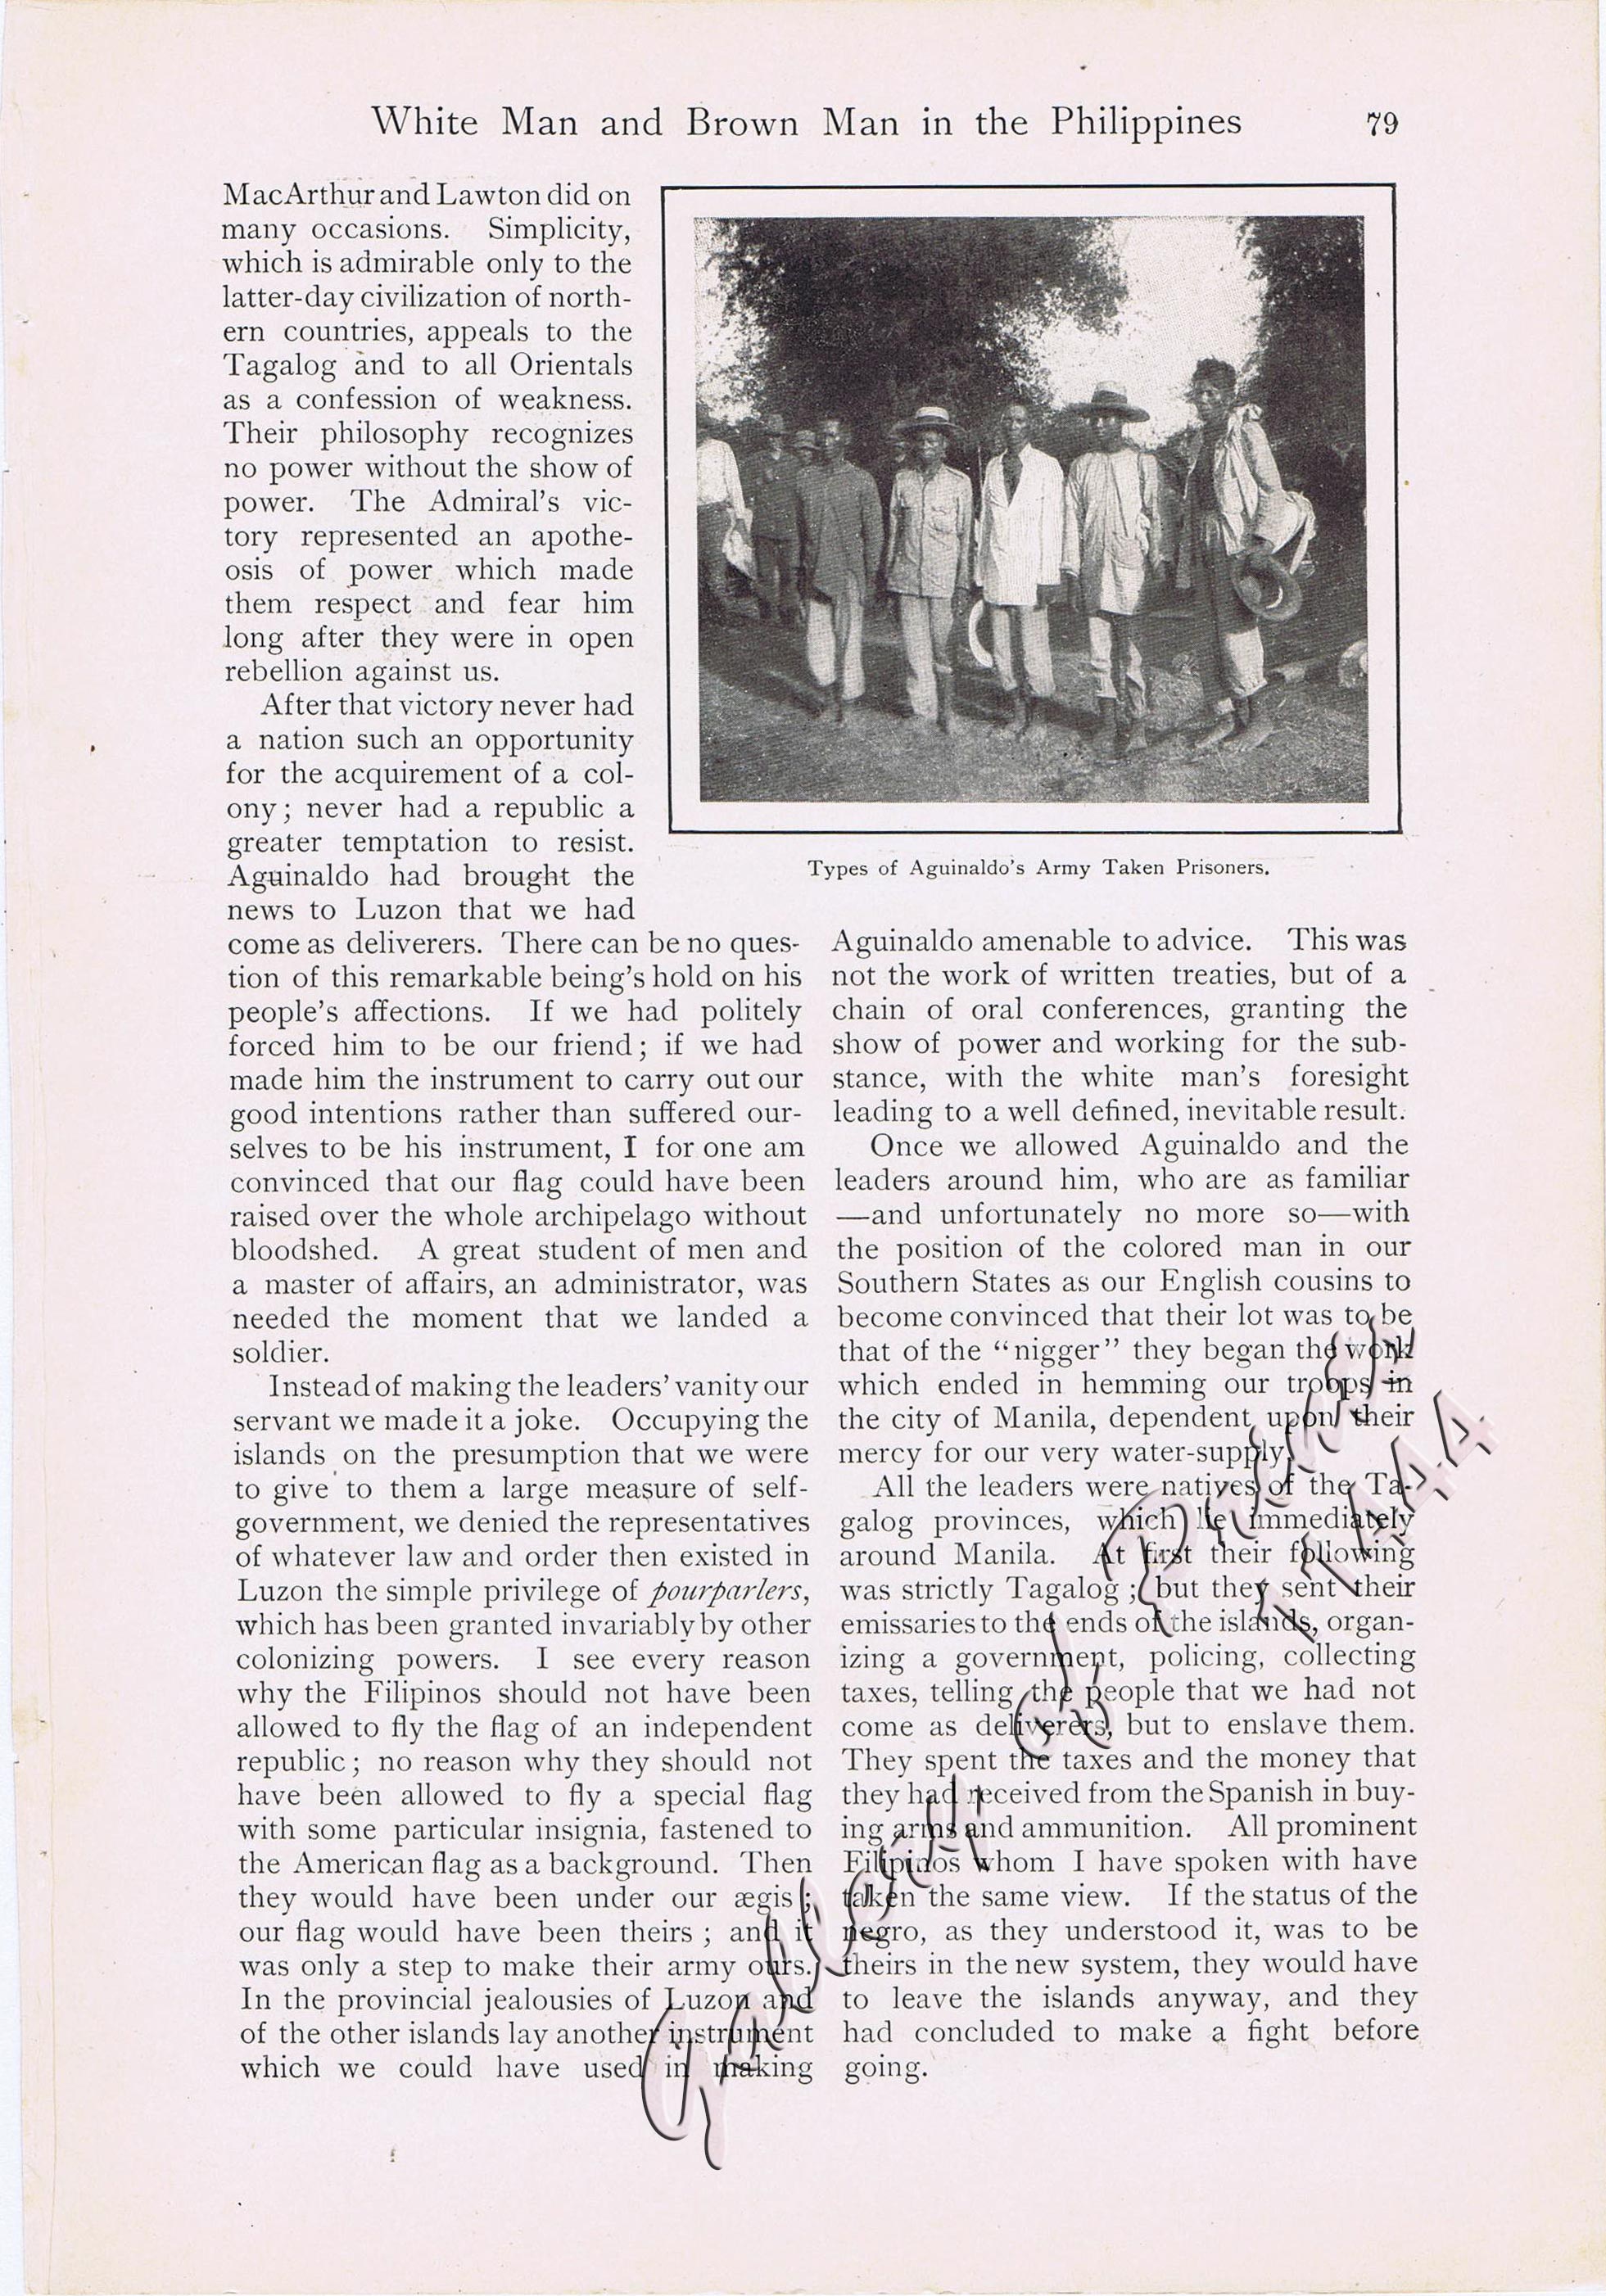 White Man and Brown Man in the Philippines 79
MacArthur and Lawton did on
many occasions. Simplicity,
which is admirable only to the
latter-day civilization of north-
ern countries, appeals to the
Tagalog and to all Orientals
as a confession of weakness.
Their philosophy recognizes
no power without the show of
power. The Admiral's vic-
tory represented an apothe-
osis of power which made
them respect and fear him
long after they were in open
rebellion against us.
After that victory never had
a nation such an opportunity
for the acquirement of a col-
ony; never had a republic a
greater temptation to resist.
Aguinaldo had brought the
news to Luzon that we had
come as deliverers. There can be no ques-
tion of this remarkable being's hold on his
people's affections. If we had politely
forced him to be our friend; if we had
made him the instrument to carry out our
good intentions rather than suffered our-
selves to be his instrument, I for one am
convinced that our flag could have been
raised over the whole archipelago without
bloodshed. A great student of men and
a master of affairs, an administrator, was
needed the moment that we landed a
soldier.
Instead of making the leaders' vanity our
servant we made it a joke. Occupying the
islands on the presumption that we were
to give to them a large measure of self-
government, we denied the representatives
of whatever law and order then existed in
Luzon the simple privilege of pourparlers,
which has been granted invariably by other
colonizing powers. I see every reason
why the Filipinos should not have been
allowed to fly the flag of an independent
republic; no reason why they should not
have been allowed to fly a special flag
with some particular insignia, fastened to
the American flag as a background. Then
they would have been under our ægis;
our flag would have been theirs; and it
was only a step to make their army ours.
In the provincial jealousies of Luzon and
of the other islands lay another instrument
which we could have used in making
Types of Aguinaldo's Army Taken Prisoners.
Aguinaldo amenable to advice. This was
not the work of written treaties, but of a
chain of oral conferences, granting the
show of power and working for the sub-
stance, with the white man's foresight
leading to a well defined, inevitable result.
Once we allowed Aguinaldo and the
leaders around him, who are as familiar
—and unfortunately no more so—with
the position of the colored man in our
Southern States as our English cousins to
become convinced that their lot was to be
that of the "nigger" they began the work
which ended in hemming our troops in
the city of Manila, dependent upon their
mercy for our very water-supply.
All the leaders were natives of the Ta-
galog provinces, which lie immediately
around Manila. At first their following
was strictly Tagalog; but they sent their
emissaries to the ends of the islands, organ-
izing a government, policing, collecting
taxes, telling the people that we had not
come as deliverers, but to enslave them.
They spent the taxes and the money that
they had received from the Spanish in buy-
ing arms and ammunition. All prominent
Filipinos whom I have spoken with have
taken the same view. If the status of the
negro, as they understood it, was to be
theirs in the new system, they would have
to leave the islands anyway, and they
had concluded to make a fight before
going.
Gallery of Prints
17144